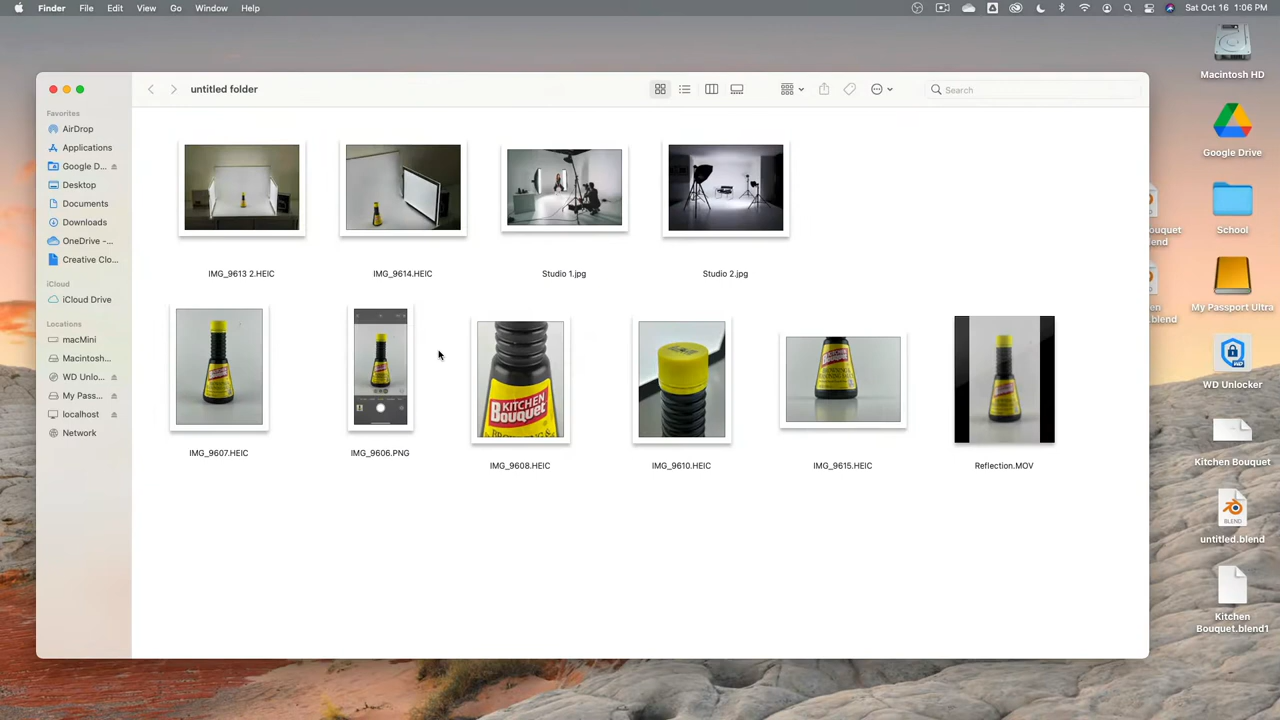 Finder File Edit View Go Window Help Sat Oct 16 1:06 PM
untitled folder
Search
Favorites
AirDrop
Applications
Google D...
Desktop
Documents
Downloads
OneDrive -...
Creative Clo...
iCloud
iCloud Drive
Locations
macMini
Macintosh...
WD Unlo...
My Pass...
localhost
Network
IMG_9613 2.HEIC
IMG_9614.HEIC
Studio 1.jpg
Studio 2.jpg
KITCHEN
Bouquet
IMG_9607.HEIC
IMG_9606.PNG
IMG_9608.HEIC
IMG_9610.HEIC
IMG_9615.HEIC
Reflection.MOV
Macintosh HD
Google Drive
School
My Passport Ultra
WD
WD Unlocker
Kitchen Bouquet
BLEND
untitled.blend
Kitchen
Bouquet.blend1